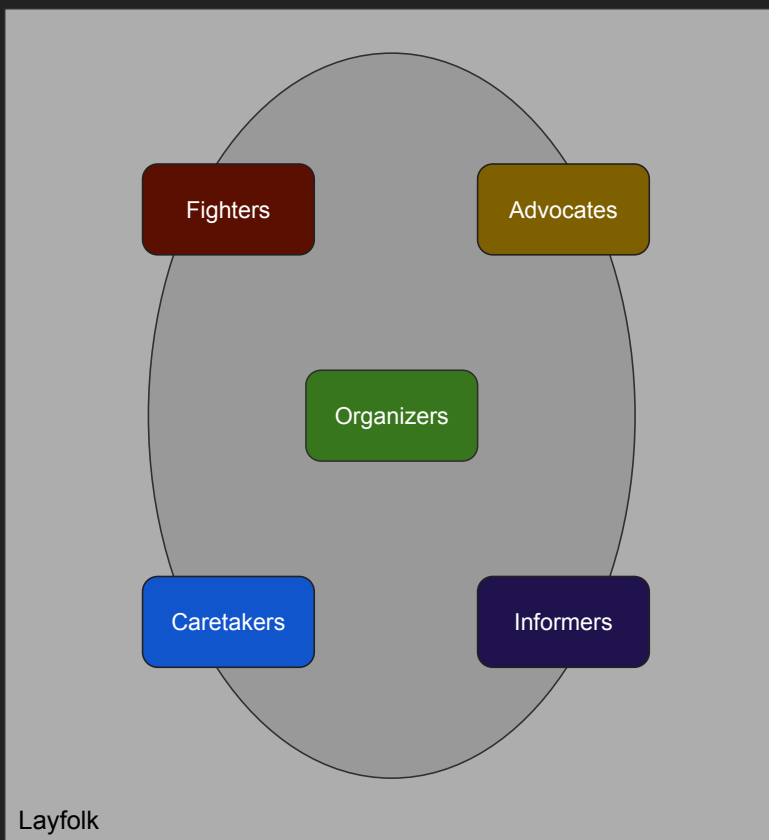 Fighters
Advocates
Organizers
Caretakers
Informers
Layfolk